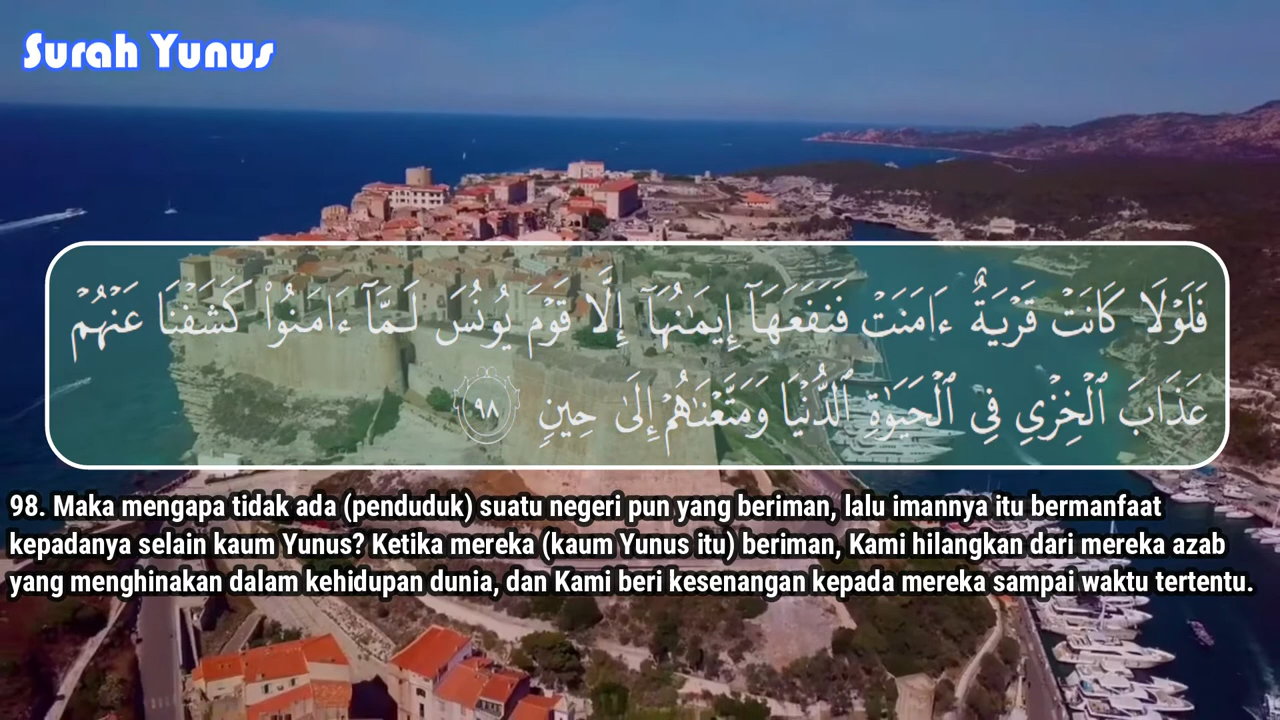 Surah Yunus
فَلَوْلَا كَانَتْ قَرْيَةٌ ءَامَنَتْ فَنَفَعَهَآ إِيمَـٰنُهَآ إِلَّا قَوْمَ يُونُسَ لَمَّآ ءَامَنُوا۟ كَشَفْنَا عَنْهُمْ
عَذَابَ ٱلْخِزْىِ فِى ٱلْحَيَوٰةِ ٱلدُّنْيَا وَمَتَّعْنَـٰهُمْ إِلَىٰ حِينٍ ٩٨
98. Maka mengapa tidak ada (penduduk) suatu negeri pun yang beriman, lalu imannya itu bermanfaat
kepadanya selain kaum Yunus? Ketika mereka (kaum Yunus itu) beriman, Kami hilangkan dari mereka azab
yang menghinakan dalam kehidupan dunia, dan Kami beri kesenangan kepada mereka sampai waktu tertentu.